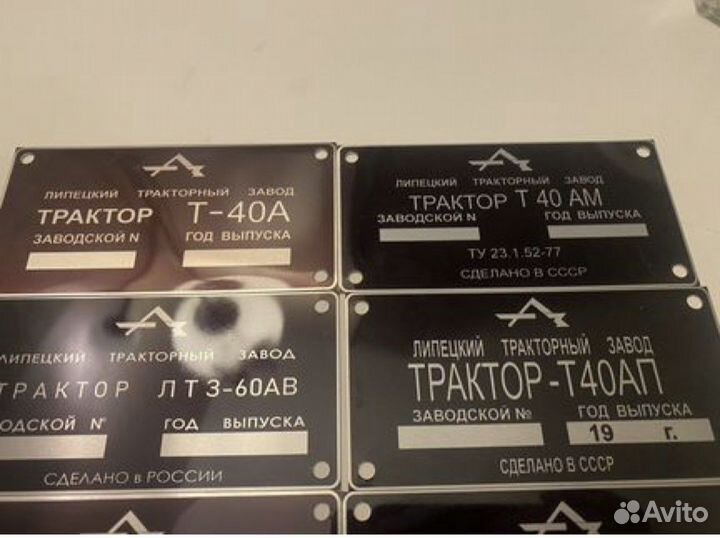 ЛИПЕЦКИЙ ТРАКТОРНЫЙ ЗАВОД
ТРАКТОР Т-40А
ЗАВОДСКОЙ N ГОД ВЫПУСКА
ЛИПЕЦКИЙ ТРАКТОРНЫЙ ЗАВОД
ТРАКТОР Т 40 АМ
ЗАВОДСКОЙ N ГОД ВЫПУСКА
ТУ 23.1.52-77
СДЕЛАНО В СССР
ЛИПЕЦКИЙ ТРАКТОРНЫЙ ЗАВОД
ТРАКТОР ЛТЗ-60АВ
ВОДСКОЙ N ГОД ВЫПУСКА
СДЕЛАНО в РОССИИ
ЛИПЕЦКИЙ ТРАКТОРНЫЙ ЗАВОД
ТРАКТОР-Т40АП
ЗАВОДСКОЙ № ГОД ВЫПУСКА
19 г.
СДЕЛАНО В СССР
Avito